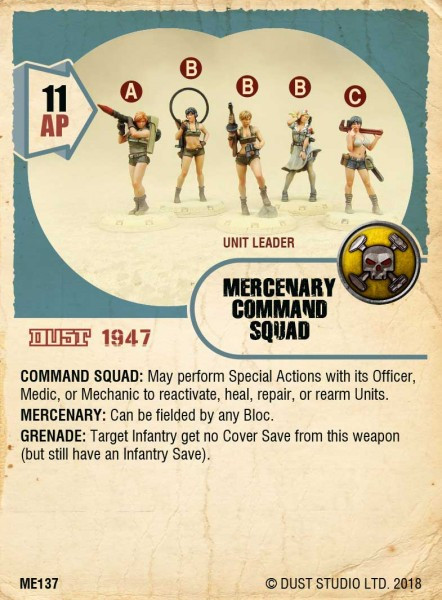 11
AP
A
B
B
B
C
UNIT LEADER
MERCENARY
COMMAND
SQUAD
DUST 1947
COMMAND SQUAD: May perform Special Actions with its Officer,
Medic, or Mechanic to reactivate, heal, repair, or rearm Units.
MERCENARY: Can be fielded by any Bloc.
GRENADE: Target Infantry get no Cover Save from this weapon
(but still have an Infantry Save).
ME137
© DUST STUDIO LTD. 2018